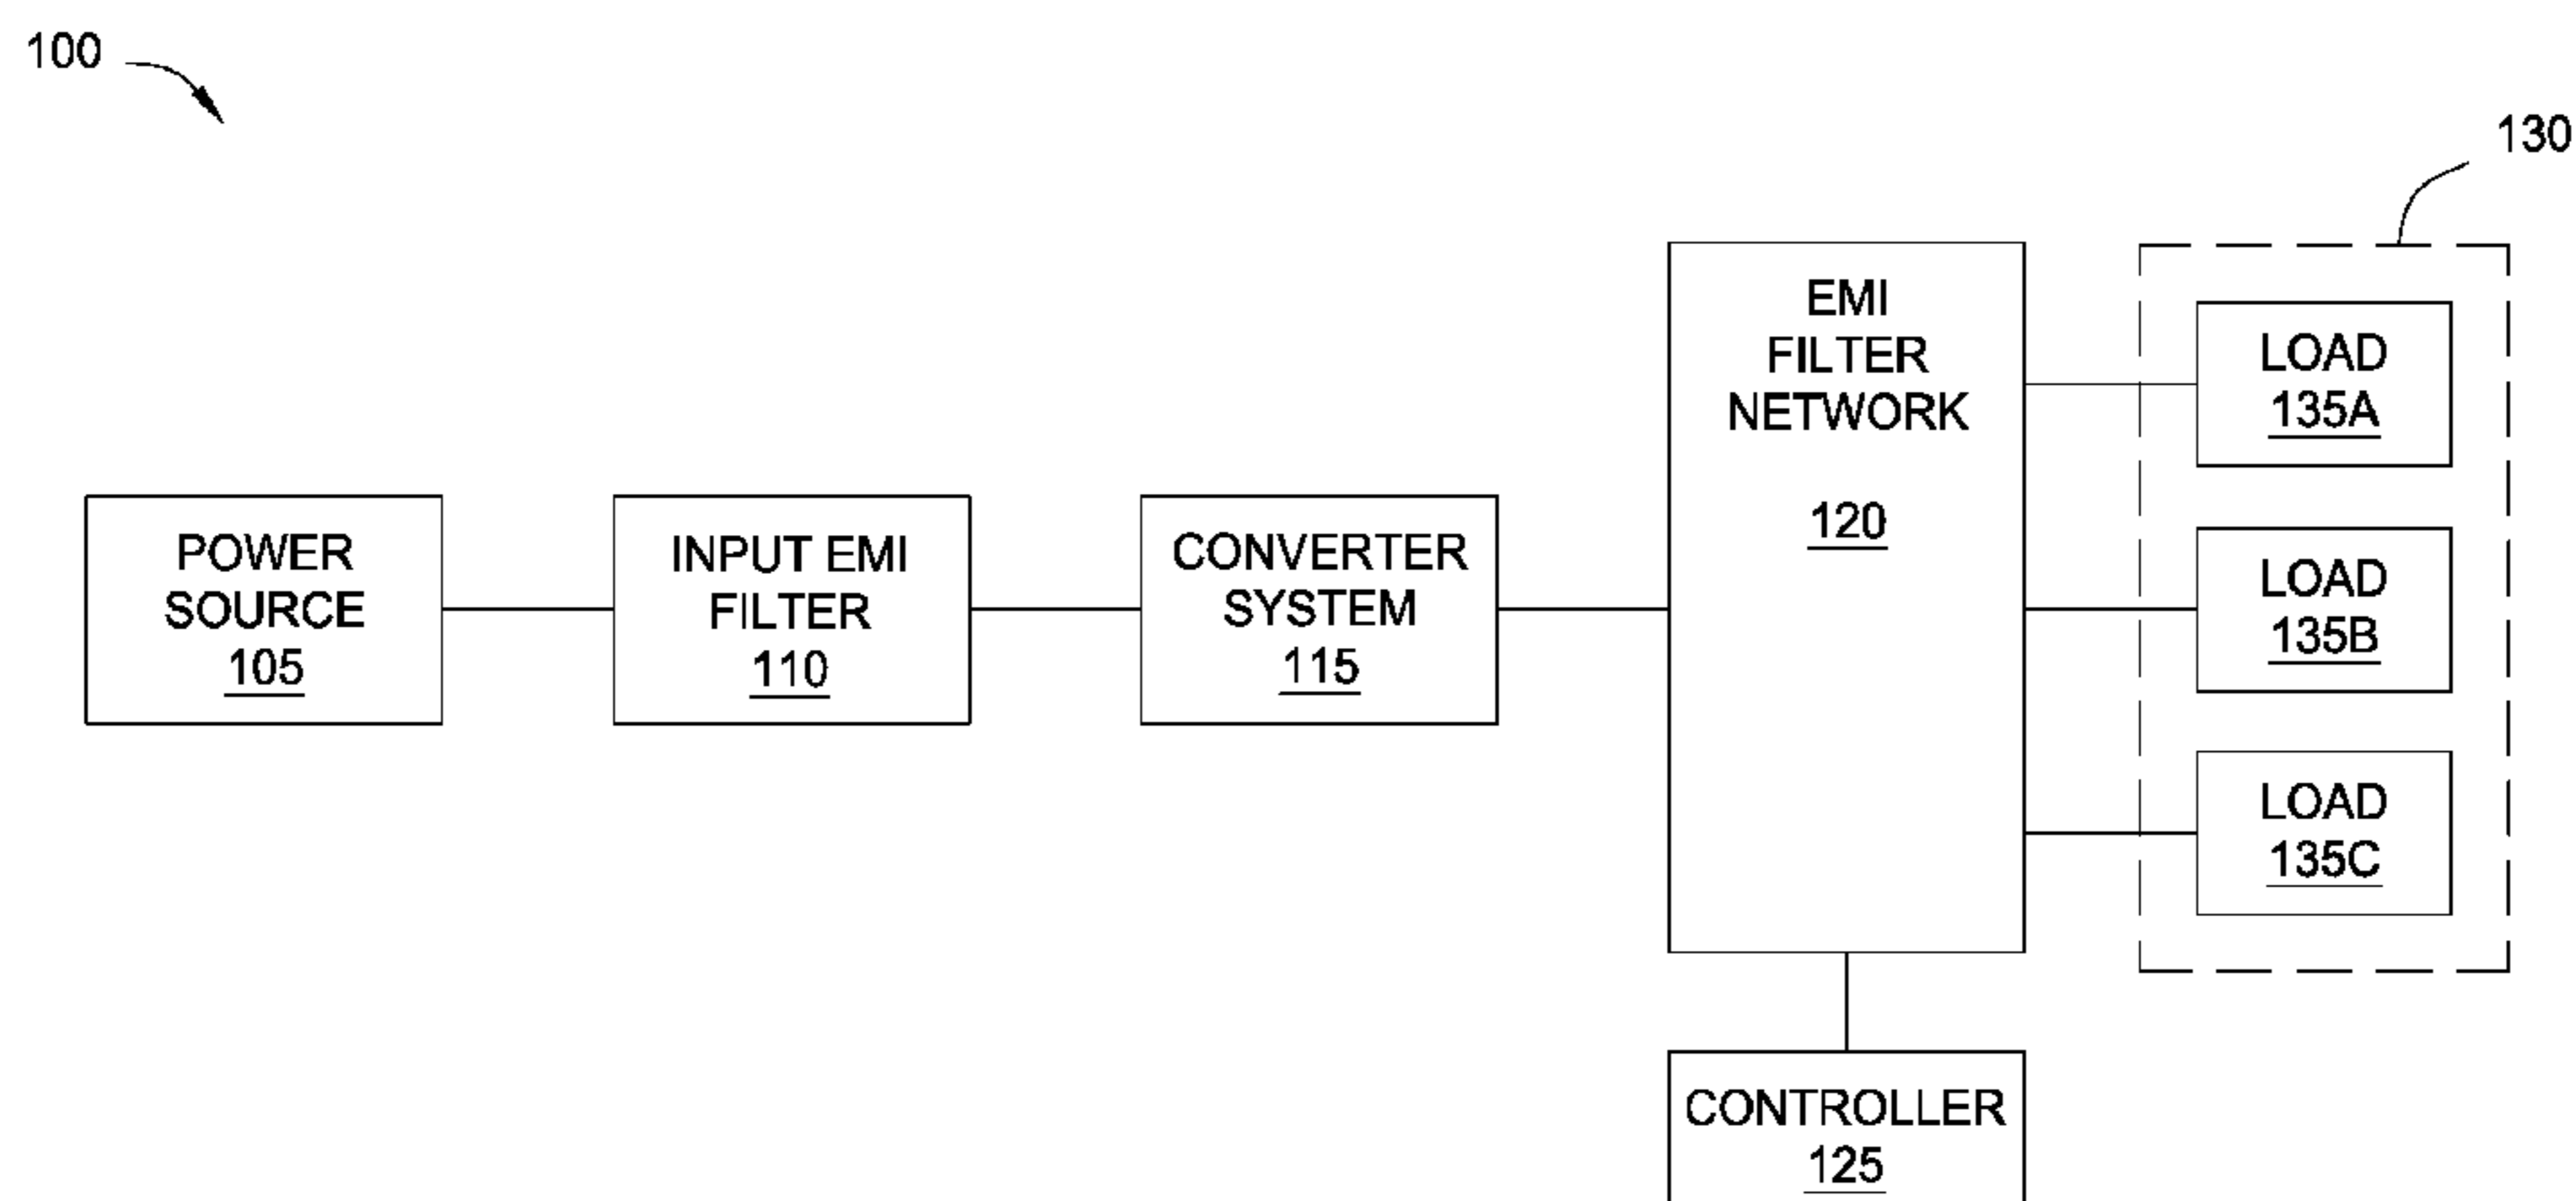 100
130
POWER
SOURCE
105
INPUT EMI
FILTER
110
CONVERTER
SYSTEM
115
EMI
FILTER
NETWORK
120
LOAD
135A
LOAD
135B
LOAD
135C
CONTROLLER
125